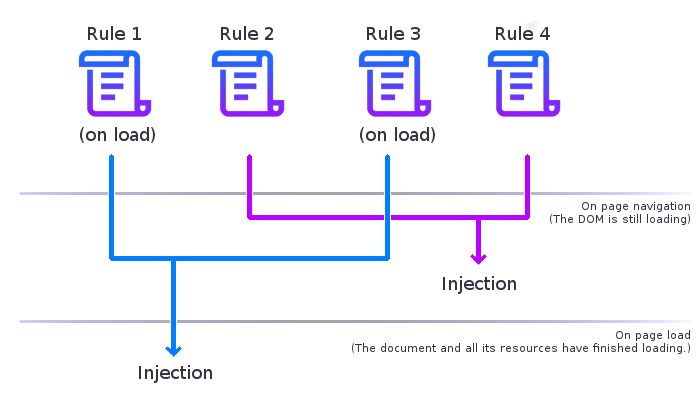 Rule 1
Rule 2
Rule 3
Rule 4
(on load)
(on load)
On page navigation
(The DOM is still loading)
Injection
On page load
(The document and all its resources have finished loading.)
Injection